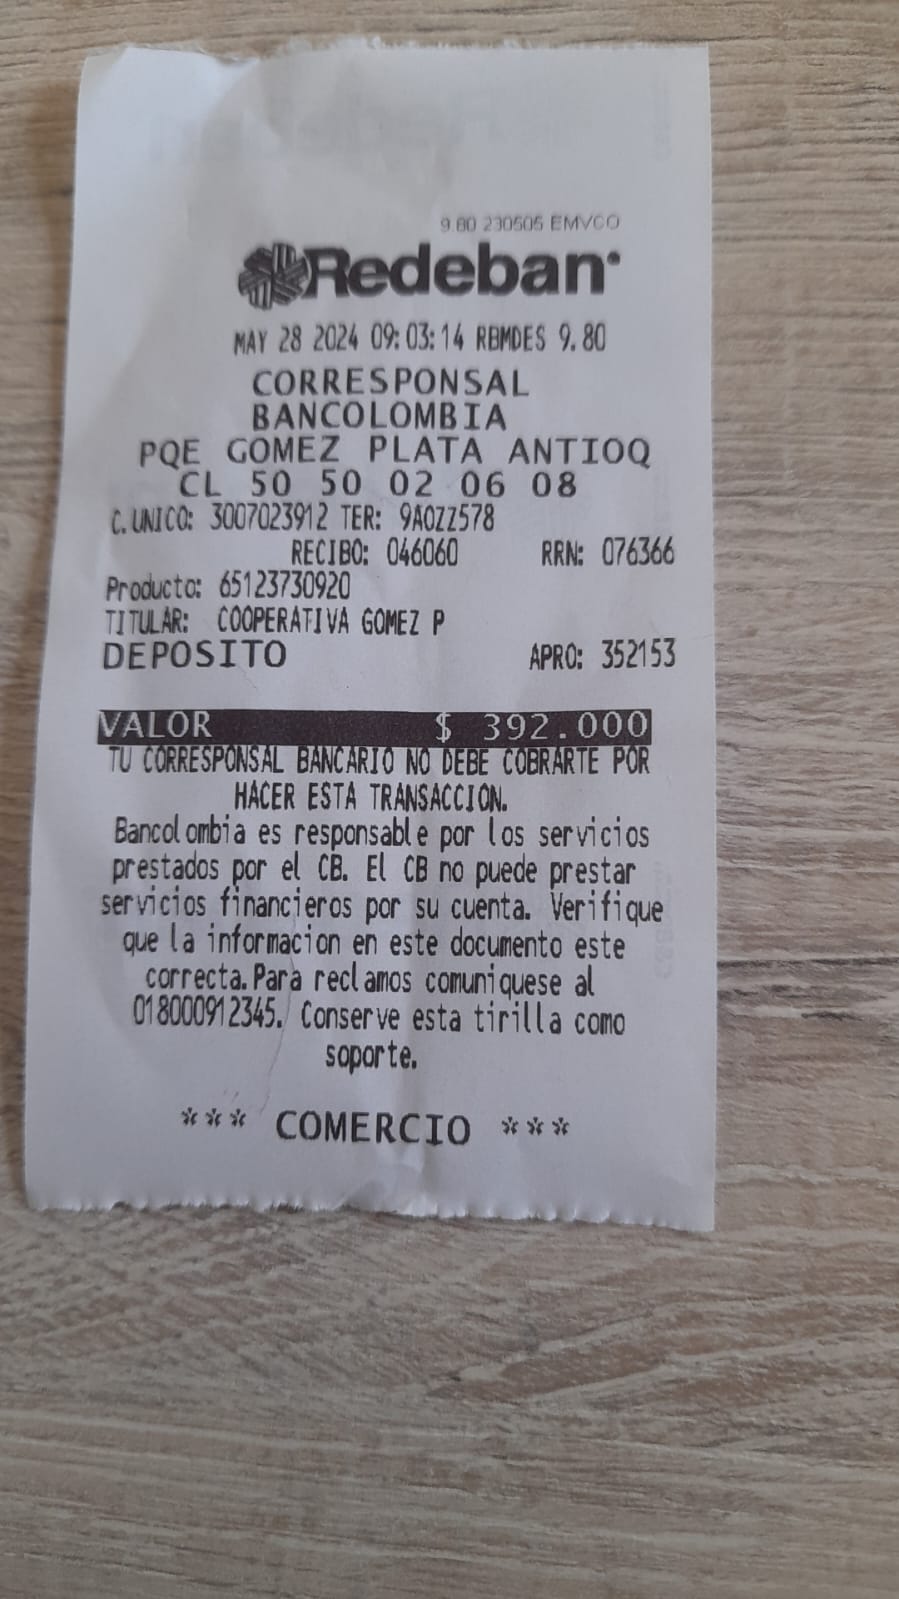 9.80 230505 EMVCO
Redeban
MAY 28 2024 09:03:14 RBMDES 9.80
CORRESPONSAL
BANCOLOMBIA
PQE GOMEZ PLATA ANTIOQ
CL 50 50 02 06 08
C.UNICO: 3007023912 TER: 9AOZZ578
RECIBO: 046060 RRN: 076366
Producto: 65123730920
TITULAR: COOPERATIVA GOMEZ P
DEPOSITO APRO: 352153
VALOR $ 392.000
TU CORRESPONSAL BANCARIO NO DEBE COBRARTE POR
HACER ESTA TRANSACCION.
Bancolombia es responsable por los servicios
prestados por el CB. El CB no puede prestar
servicios financieros por su cuenta. Verifique
que la informacion en este documento este
correcta.Para reclamos comuniquese al
018000912345. Conserve esta tirilla como
soporte.
*** COMERCIO ***